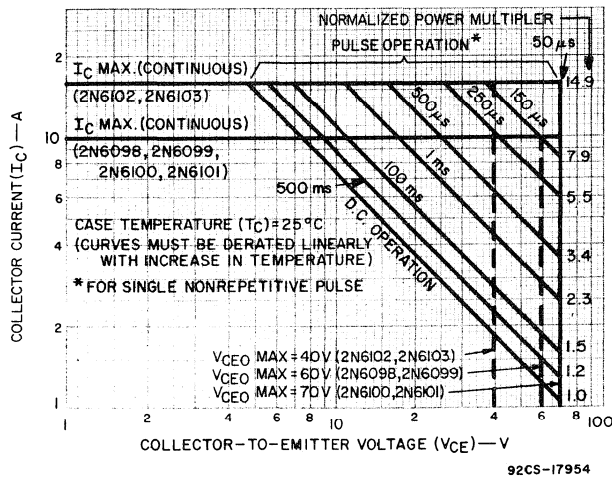 NORMALIZED POWER MULTIPLER
PULSE OPERATION*
50 μs
2
IC MAX. (CONTINUOUS)
(2N6102, 2N6103)
14.9
IC MAX. (CONTINUOUS)
(2N6098, 2N6099,
2N6100, 2N6101)
10
8
6
4
2
1
COLLECTOR CURRENT (IC) — A
150 μs
250 μs
500 μs
1 ms
100 ms
500 ms
D.C. OPERATION
7.9
5.5
3.4
2.3
1.5
1.2
1.0
CASE TEMPERATURE (TC) = 25°C
(CURVES MUST BE DERATED LINEARLY
WITH INCREASE IN TEMPERATURE)
* FOR SINGLE NONREPETITIVE PULSE
VCEO MAX = 40 V (2N6102, 2N6103)
VCEO MAX = 60 V (2N6098, 2N6099)
VCEO MAX = 70 V (2N6100, 2N6101)
1 2 4 6 8 10 2 4 6 8 100
COLLECTOR-TO-EMITTER VOLTAGE (VCE) — V
92CS-17954